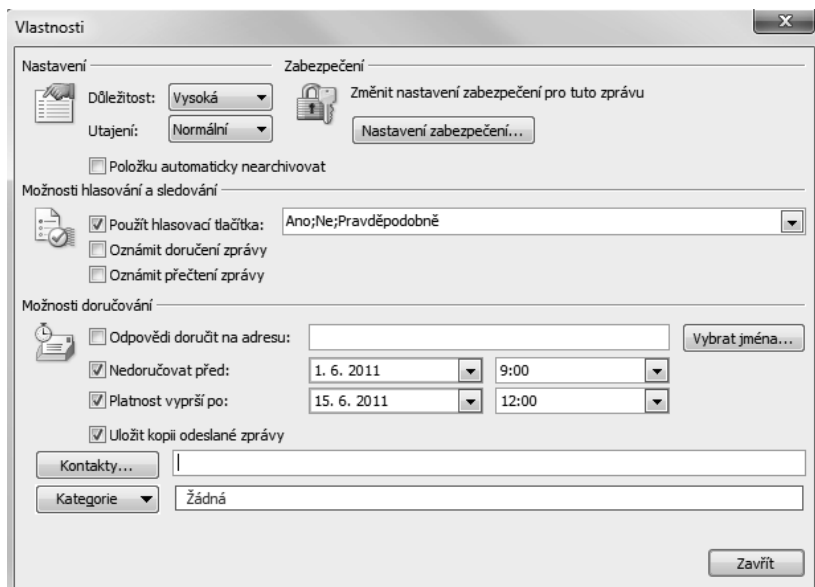 Vlastnosti
Nastavení
Zabezpečení
Důležitost: Vysoká
Změnit nastavení zabezpečení pro tuto zprávu
Utajení: Normální
Nastavení zabezpečení...
Položku automaticky nearchivovat
Možnosti hlasování a sledování
Použít hlasovací tlačítka: Ano;Ne;Pravděpodobně
Oznámit doručení zprávy
Oznámit přečtení zprávy
Možnosti doručování
Odpovědi doručit na adresu: Vybrat jména...
Nedoručovat před: 1. 6. 2011 9:00
Platnost vyprší po: 15. 6. 2011 12:00
Uložit kopii odeslané zprávy
Kontakty...
Kategorie Žádná
Zavřít